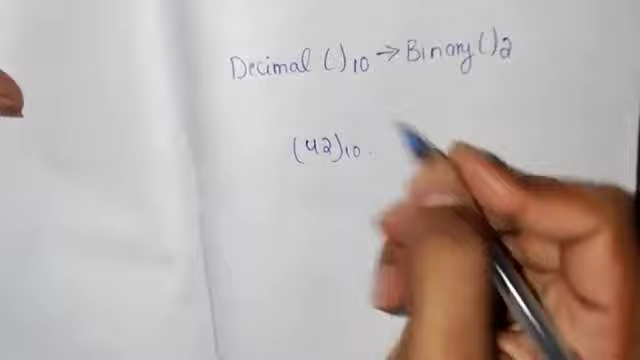 Decimal ( )10 → Binary ( )2
(42)10.